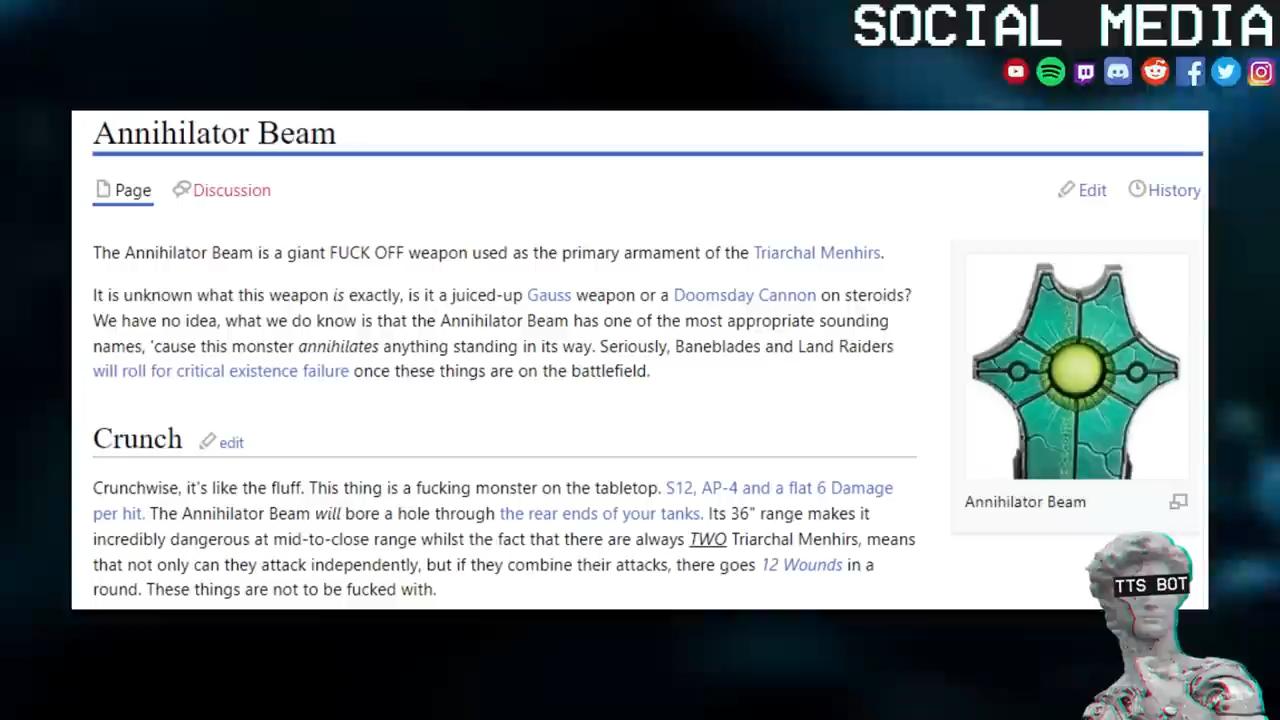 SOCIAL MEDIA
Annihilator Beam
Page Discussion Edit History
The Annihilator Beam is a giant FUCK OFF weapon used as the primary armament of the Triarchal Menhirs.
It is unknown what this weapon is exactly, is it a juiced-up Gauss weapon or a Doomsday Cannon on steroids?
We have no idea, what we do know is that the Annihilator Beam has one of the most appropriate sounding
names, 'cause this monster annihilates anything standing in its way. Seriously, Baneblades and Land Raiders
will roll for critical existence failure once these things are on the battlefield.
Crunch edit
Crunchwise, it's like the fluff. This thing is a fucking monster on the tabletop. S12, AP-4 and a flat 6 Damage
per hit. The Annihilator Beam will bore a hole through the rear ends of your tanks. Its 36" range makes it
incredibly dangerous at mid-to-close range whilst the fact that there are always TWO Triarchal Menhirs, means
that not only can they attack independently, but if they combine their attacks, there goes 12 Wounds in a
round. These things are not to be fucked with.
Annihilator Beam
TTS BOT